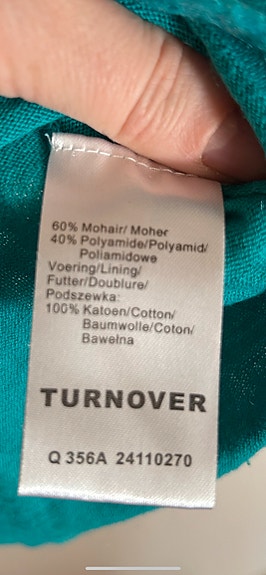 60% Mohair/ Moher
40% Polyamide/Polyamid/
Poliamidowe
Voering/Lining/
Futter/Doublure/
Podszewka:
100% Katoen/Cotton/
Baumwolle/Coton/
Bawełna
TURNOVER
Q 356A 24110270